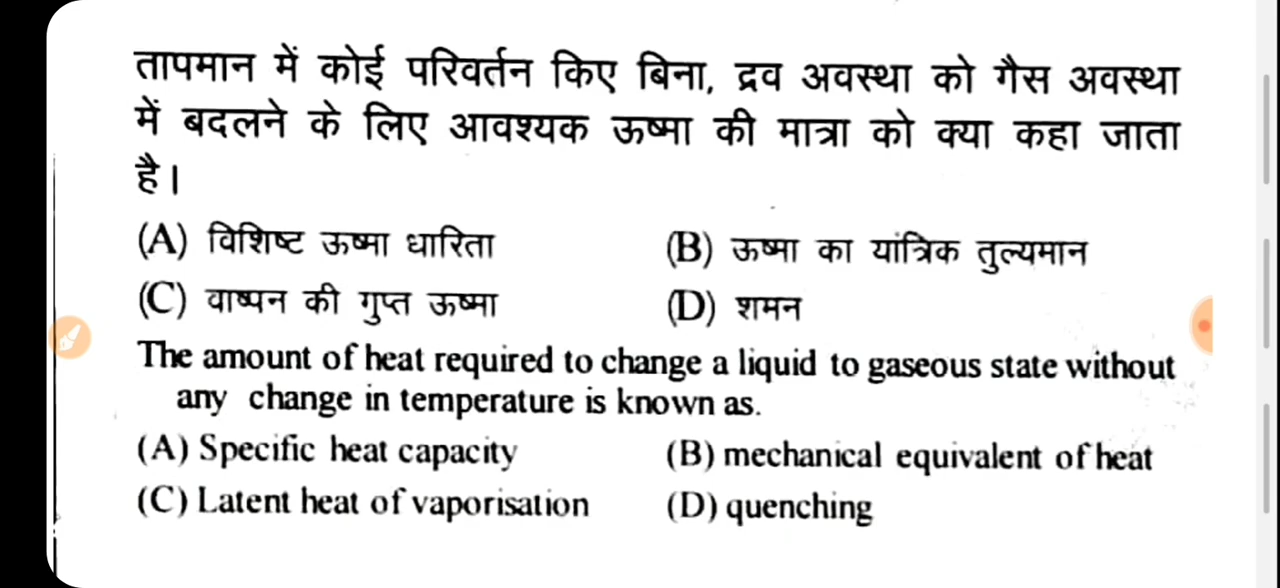 तापमान में कोई परिवर्तन किए बिना, द्रव अवस्था को गैस अवस्था
में बदलने के लिए आवश्यक ऊष्मा की मात्रा को क्या कहा जाता
है।
(A) विशिष्ट ऊष्मा धारिता (B) ऊष्मा का यांत्रिक तुल्यमान
(C) वाष्पन की गुप्त ऊष्मा (D) शमन
The amount of heat required to change a liquid to gaseous state without
any change in temperature is known as.
(A) Specific heat capacity (B) mechanical equivalent of heat
(C) Latent heat of vaporisation (D) quenching